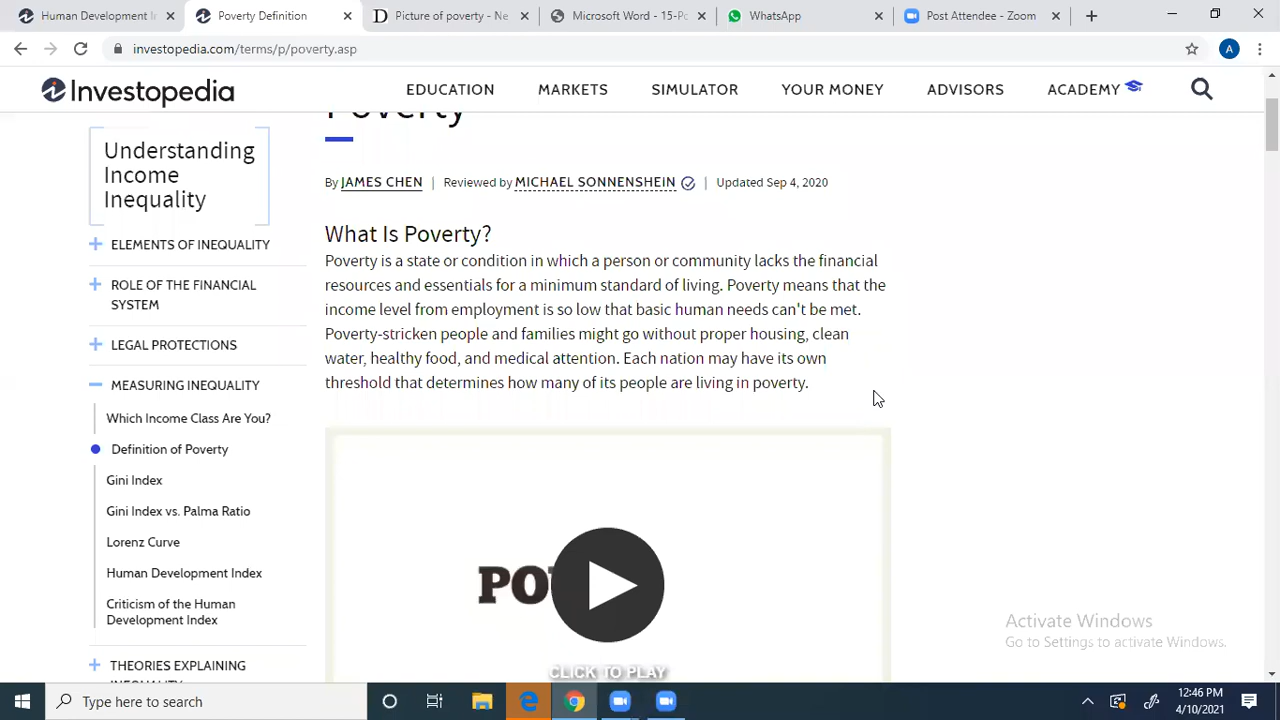 Human Development I
Poverty Definition
Picture of poverty - Ne
Microsoft Word - 15-Po
WhatsApp
Post Attendee - Zoom
investopedia.com/terms/p/poverty.asp
A
Investopedia
EDUCATION
MARKETS
SIMULATOR
YOUR MONEY
ADVISORS
ACADEMY
Poverty
Understanding
Income
Inequality
ELEMENTS OF INEQUALITY
ROLE OF THE FINANCIAL
SYSTEM
LEGAL PROTECTIONS
MEASURING INEQUALITY
Which Income Class Are You?
Definition of Poverty
Gini Index
Gini Index vs. Palma Ratio
Lorenz Curve
Human Development Index
Criticism of the Human
Development Index
THEORIES EXPLAINING
INEQUALITY
By JAMES CHEN | Reviewed by MICHAEL SONNENSHEIN | Updated Sep 4, 2020
What Is Poverty?
Poverty is a state or condition in which a person or community lacks the financial
resources and essentials for a minimum standard of living. Poverty means that the
income level from employment is so low that basic human needs can't be met.
Poverty-stricken people and families might go without proper housing, clean
water, healthy food, and medical attention. Each nation may have its own
threshold that determines how many of its people are living in poverty.
PO
CLICK TO PLAY
Activate Windows
Go to Settings to activate Windows.
Type here to search
12:46 PM
4/10/2021